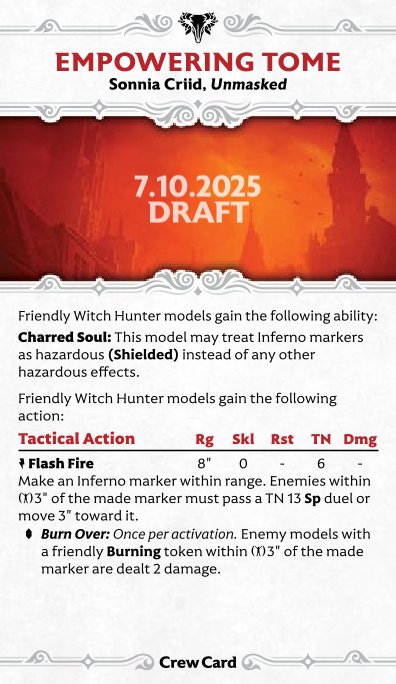 EMPOWERING TOME
Sonnia Criid, Unmasked
7.10.2025
DRAFT
Friendly Witch Hunter models gain the following ability:
Charred Soul: This model may treat Inferno markers
as hazardous (Shielded) instead of any other
hazardous effects.
Friendly Witch Hunter models gain the following
action:
Tactical Action Rg Skl Rst TN Dmg
Flash Fire 8" 0 - 6 -
Make an Inferno marker within range. Enemies within
3" of the made marker must pass a TN 13 Sp duel or
move 3" toward it.
Burn Over: Once per activation. Enemy models with
a friendly Burning token within 3" of the made
marker are dealt 2 damage.
Crew Card